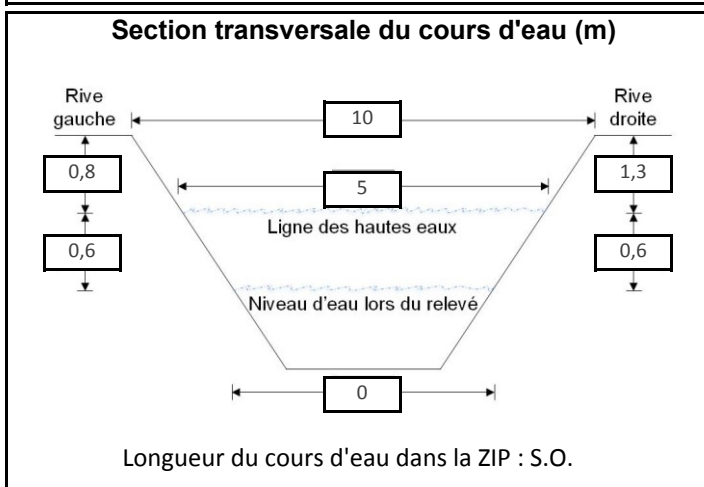 Section transversale du cours d'eau (m)
Rive
gauche
10
Rive
droite
0,8
5
1,3
Ligne des hautes eaux
0,6
0,6
Niveau d'eau lors du relevé
0
Longueur du cours d'eau dans la ZIP : S.O.